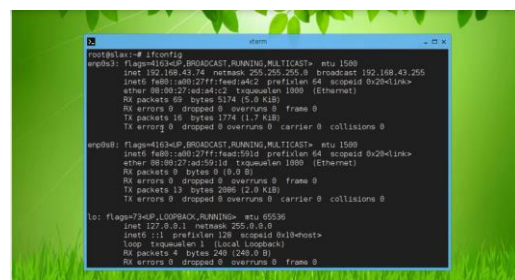 xterm
root@slax:~# ifconfig
enp0s3: flags=4163<UP,BROADCAST,RUNNING,MULTICAST>  mtu 1500
inet 192.168.43.74  netmask 255.255.255.0  broadcast 192.168.43.255
inet6 fe80::a00:27ff:feed:a4c2  prefixlen 64  scopeid 0x20<link>
ether 08:00:27:ed:a4:c2  txqueuelen 1000  (Ethernet)
RX packets 69  bytes 5174 (5.0 KiB)
RX errors 0  dropped 0  overruns 0  frame 0
TX packets 16  bytes 1774 (1.7 KiB)
TX errors 0  dropped 0 overruns 0  carrier 0  collisions 0
enp0s8: flags=4163<UP,BROADCAST,RUNNING,MULTICAST>  mtu 1500
inet6 fe80::a00:27ff:fead:591d  prefixlen 64  scopeid 0x20<link>
ether 08:00:27:ad:59:1d  txqueuelen 1000  (Ethernet)
RX packets 0  bytes 0 (0.0 B)
RX errors 0  dropped 0  overruns 0  frame 0
TX packets 13  bytes 2086 (2.0 KiB)
TX errors 0  dropped 0 overruns 0  carrier 0  collisions 0
lo: flags=73<UP,LOOPBACK,RUNNING>  mtu 65536
inet 127.0.0.1  netmask 255.0.0.0
inet6 ::1  prefixlen 128  scopeid 0x10<host>
loop  txqueuelen 1  (Local Loopback)
RX packets 4  bytes 240 (240.0 B)
RX errors 0  dropped 0  overruns 0  frame 0